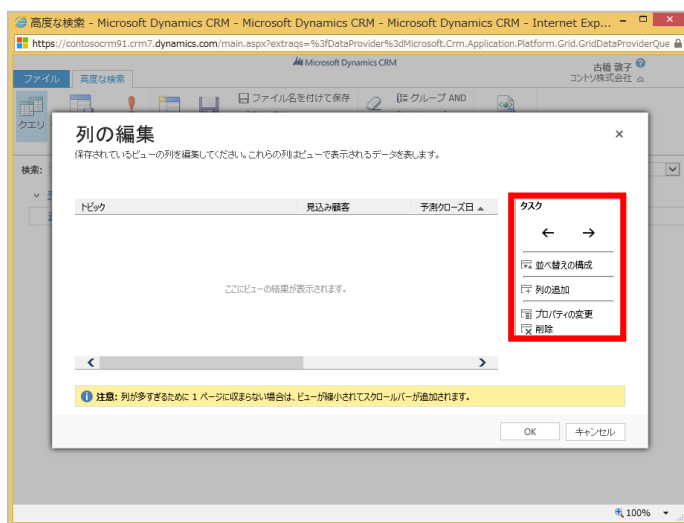 高度な検索 - Microsoft Dynamics CRM - Microsoft Dynamics CRM - Microsoft Dynamics CRM - Internet Exp...
https://contosocrm91.crm7.dynamics.com/main.aspx?extraqs=%3fDataProvider%3dMicrosoft.Crm.Application.Platform.Grid.GridDataProviderQue
Microsoft Dynamics CRM
古橋 敦子
コントソ株式会社
ファイル 高度な検索
ファイル名を付けて保存 グループ AND
クエリ
検索:
列の編集
保存されているビューの列を編集してください。これらの列はビューで表示されるデータを表します。
トピック 見込み顧客 予測クローズ日
タスク
並べ替えの構成
列の追加
プロパティの変更
削除
ここにビューの結果が表示されます。
注意: 列が多すぎるために 1 ページに収まらない場合は、ビューが縮小されてスクロールバーが追加されます。
OK キャンセル
100%